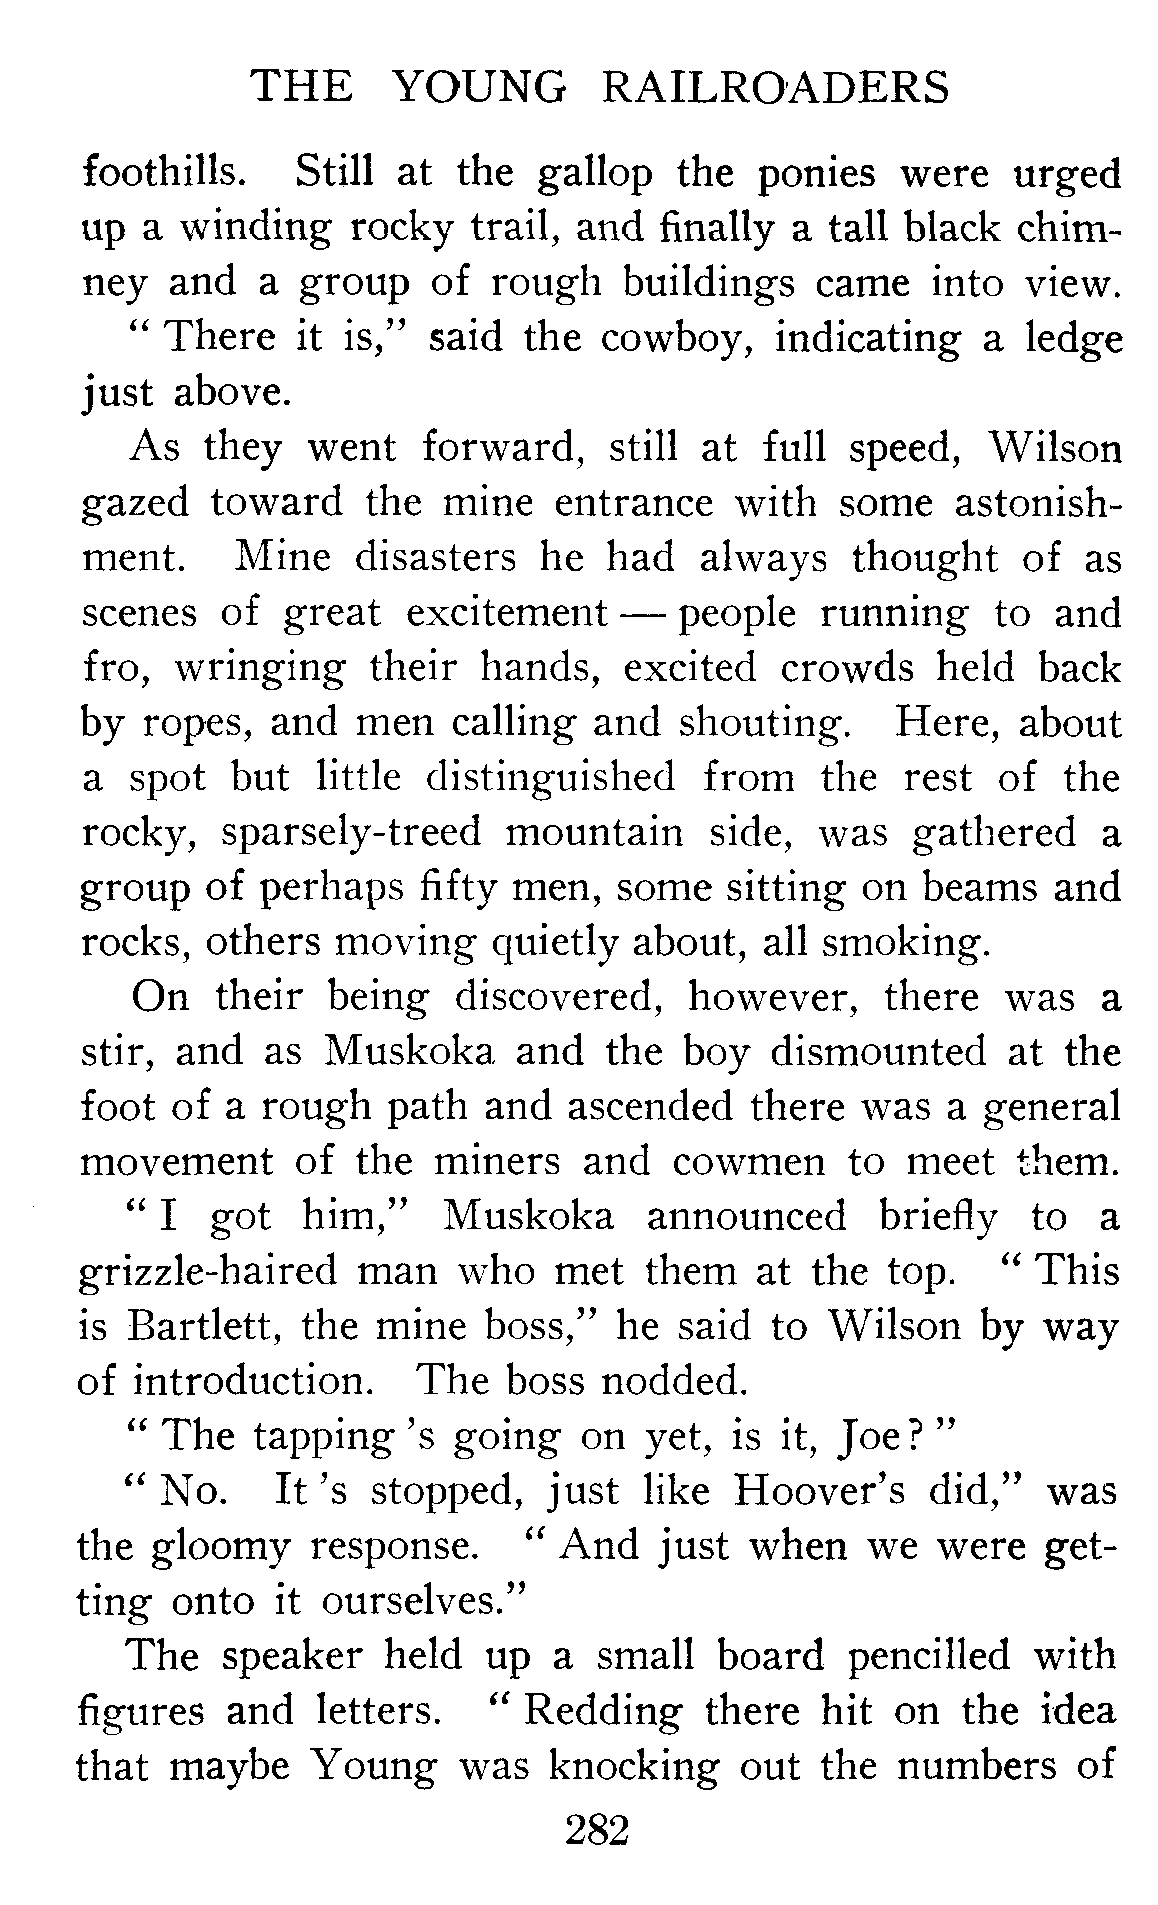 THE YOUNG RAILROADERS
foothills. Still at the gallop the ponies were urged
up a winding rocky trail, and finally a tall black chim-
ney and a group of rough buildings came into view.
" There it is," said the cowboy, indicating a ledge
just above.
As they went forward, still at full speed, Wilson
gazed toward the mine entrance with some astonish-
ment. Mine disasters he had always thought of as
scenes of great excitement — people running to and
fro, wringing their hands, excited crowds held back
by ropes, and men calling and shouting. Here, about
a spot but little distinguished from the rest of the
rocky, sparsely-treed mountain side, was gathered a
group of perhaps fifty men, some sitting on beams and
rocks, others moving quietly about, all smoking.
On their being discovered, however, there was a
stir, and as Muskoka and the boy dismounted at the
foot of a rough path and ascended there was a general
movement of the miners and cowmen to meet them.
" I got him," Muskoka announced briefly to a
grizzle-haired man who met them at the top. " This
is Bartlett, the mine boss," he said to Wilson by way
of introduction. The boss nodded.
" The tapping 's going on yet, is it, Joe? "
" No. It 's stopped, just like Hoover's did," was
the gloomy response. " And just when we were get-
ting onto it ourselves."
The speaker held up a small board pencilled with
figures and letters. " Redding there hit on the idea
that maybe Young was knocking out the numbers of
282